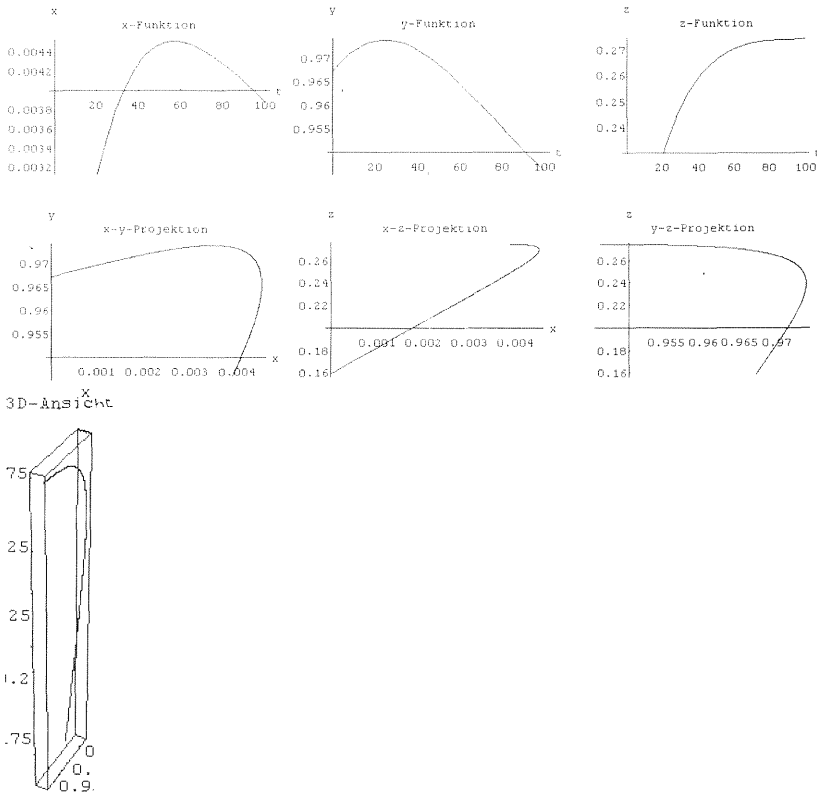 x
x-Funktion
0.0044
0.0042
0.0038
0.0036
0.0034
0.0032
20 40 60 80 100 t
y
y-Funktion
0.97
0.965
0.96
0.955
20 40 60 80 100 t
z
z-Funktion
0.27
0.26
0.25
0.24
20 40 60 80 100 t
y
x-y-Projektion
0.97
0.965
0.96
0.955
0.001 0.002 0.003 0.004 x
z
x-z-Projektion
0.26
0.24
0.22
0.18
0.16
0.001 0.002 0.003 0.004 x
z
y-z-Projektion
0.26
0.24
0.22
0.18
0.16
0.955 0.96 0.965 0.97
x
3D-Ansicht
75
25
25
.2
.75
0
0.
0.9